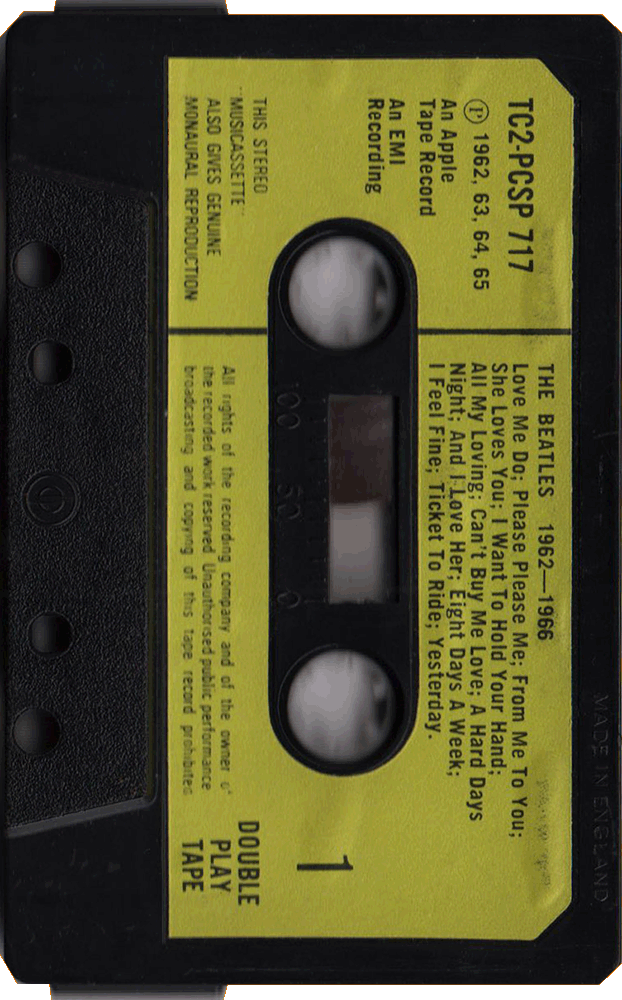 TC2-PCSP 717
Ⓟ 1962, 63, 64, 65
An Apple
Tape Record
An EMI
Recording
THIS STEREO
"MUSICASSETTE"
ALSO GIVES GENUINE
MONAURAL REPRODUCTION
THE BEATLES 1962—1966
Love Me Do; Please Please Me; From Me To You;
She Loves You; I Want To Hold Your Hand;
All My Loving; Can't Buy Me Love; A Hard Days
Night; And I Love Her; Eight Days A Week;
I Feel Fine; Ticket To Ride; Yesterday.
100 50 0
All rights of the recording company and of the owner o'
the recorded work reserved Unauthorised public performance
broadcasting and copying of this tape record prohibited
1
DOUBLE
PLAY
TAPE
MADE IN ENGLAND